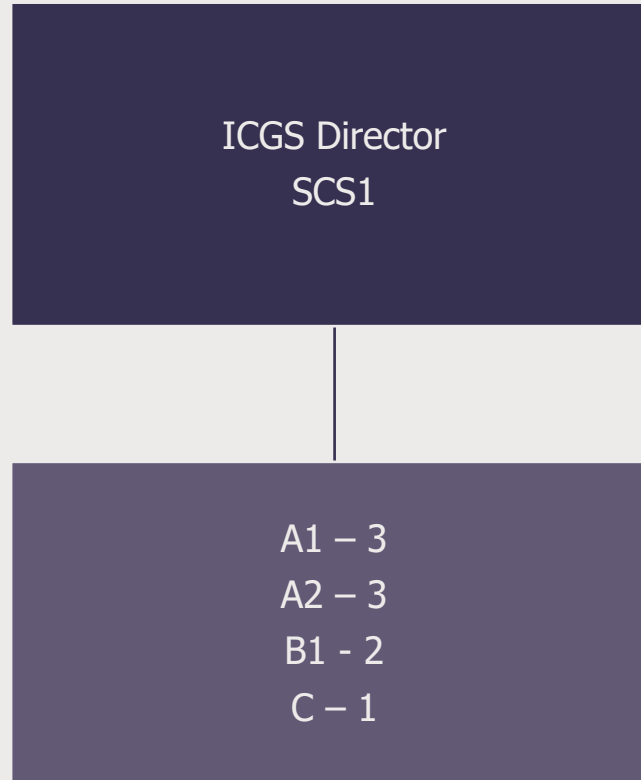 ICGS Director
SCS1
A1 – 3
A2 – 3
B1 - 2
C – 1